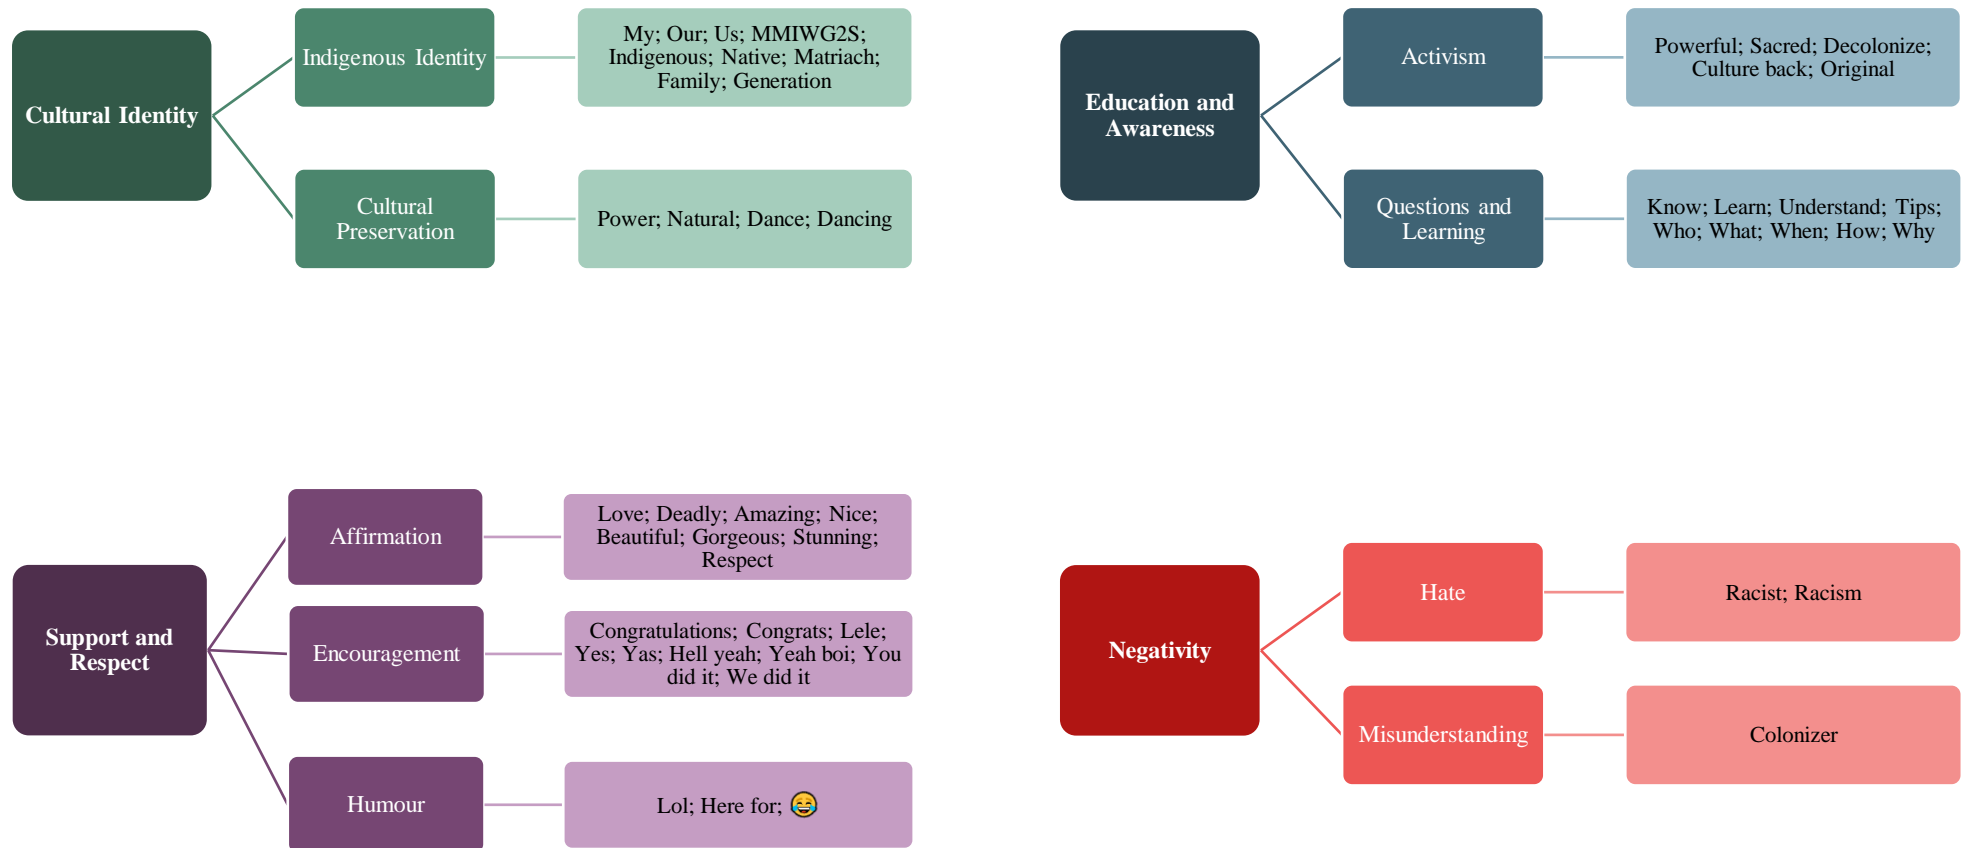 Cultural Identity
Indigenous Identity
My; Our; Us; MMIWG2S;
Indigenous; Native; Matriach;
Family; Generation
Cultural
Preservation
Power; Natural; Dance; Dancing
Education and
Awareness
Activism
Powerful; Sacred; Decolonize;
Culture back; Original
Questions and
Learning
Know; Learn; Understand; Tips;
Who; What; When; How; Why
Support and
Respect
Affirmation
Love; Deadly; Amazing; Nice;
Beautiful; Gorgeous; Stunning;
Respect
Encouragement
Congratulations; Congrats; Lele;
Yes; Yas; Hell yeah; Yeah boi; You
did it; We did it
Humour
Lol; Here for; 😂
Negativity
Hate
Racist; Racism
Misunderstanding
Colonizer